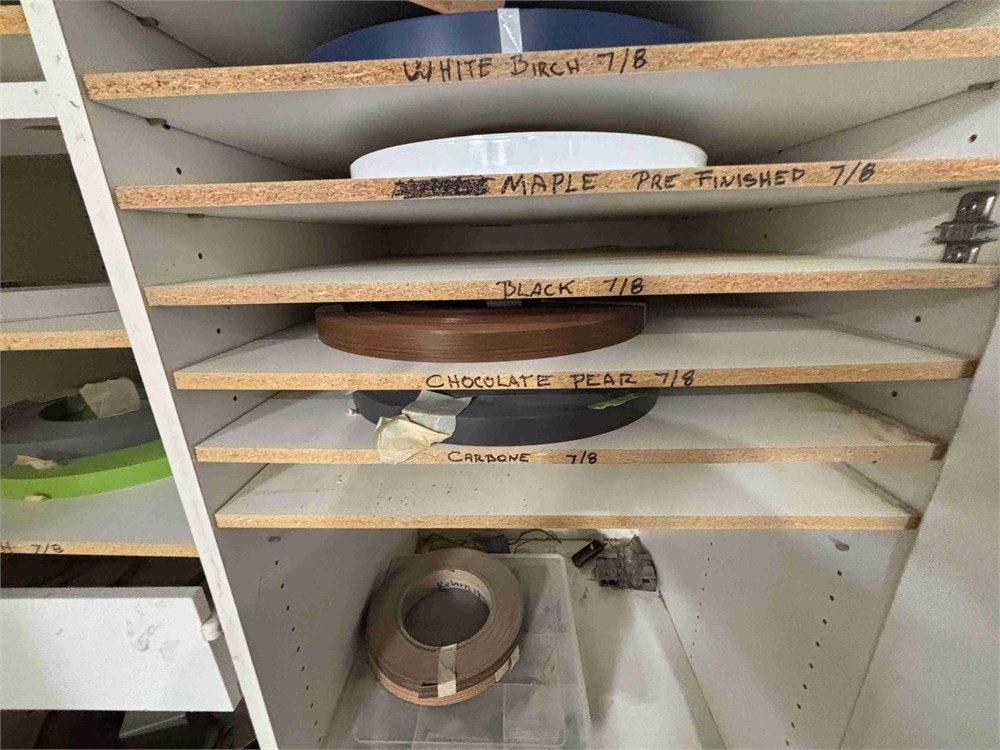 WHITE BIRCH 7/8
MAPLE PRE FINISHED 7/8
BLACK 7/8
CHOCOLATE PEAR 7/8
CARBONE 7/8
H 7/8